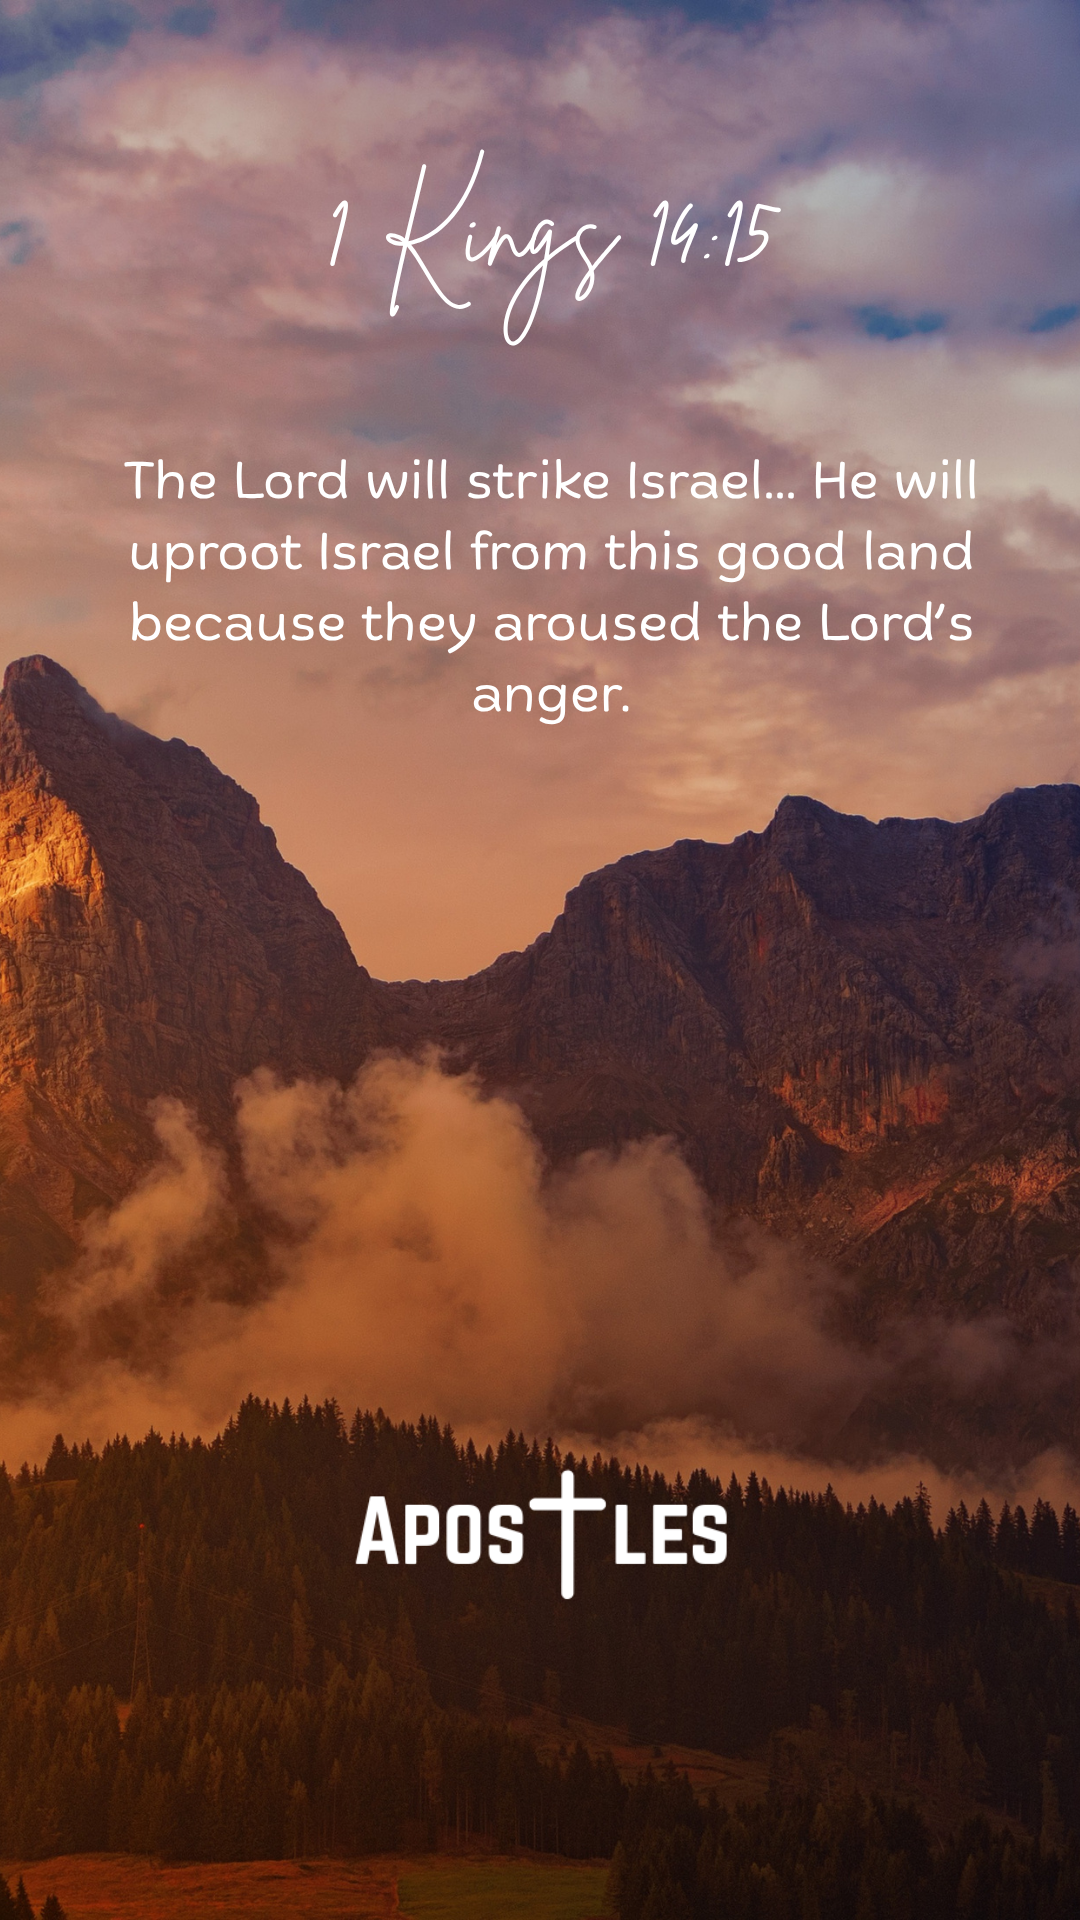 1 Kings 14:15
The Lord will strike Israel... He will
uproot Israel from this good land
because they aroused the Lord's
anger.
APOSTLES